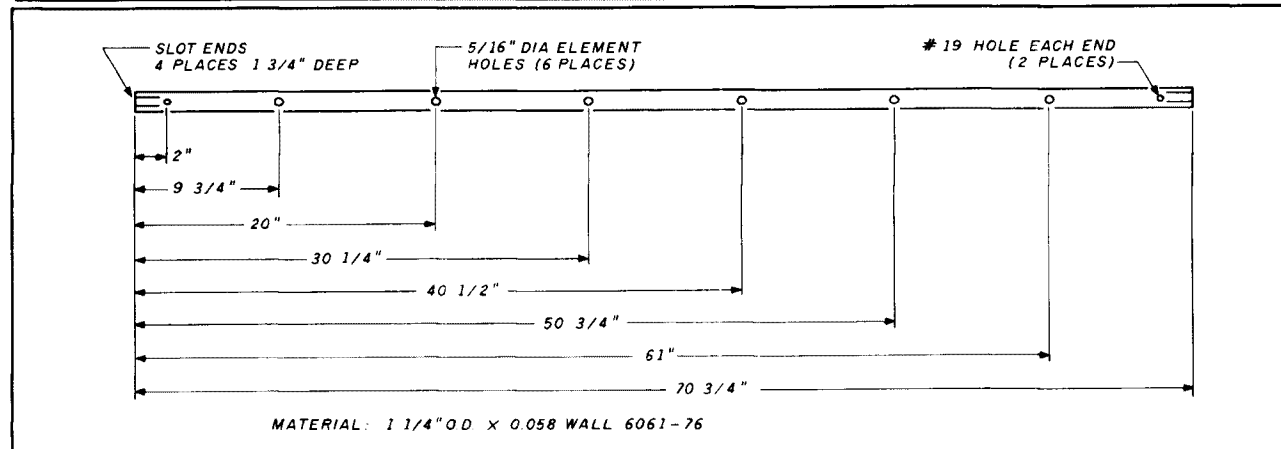 SLOT ENDS
4 PLACES 1 3/4" DEEP
5/16" DIA ELEMENT
HOLES (6 PLACES)
# 19 HOLE EACH END
(2 PLACES)
2"
9 3/4"
20"
30 1/4"
40 1/2"
50 3/4"
61"
70 3/4"
MATERIAL: 1 1/4" O.D. × 0.058 WALL 6061-76